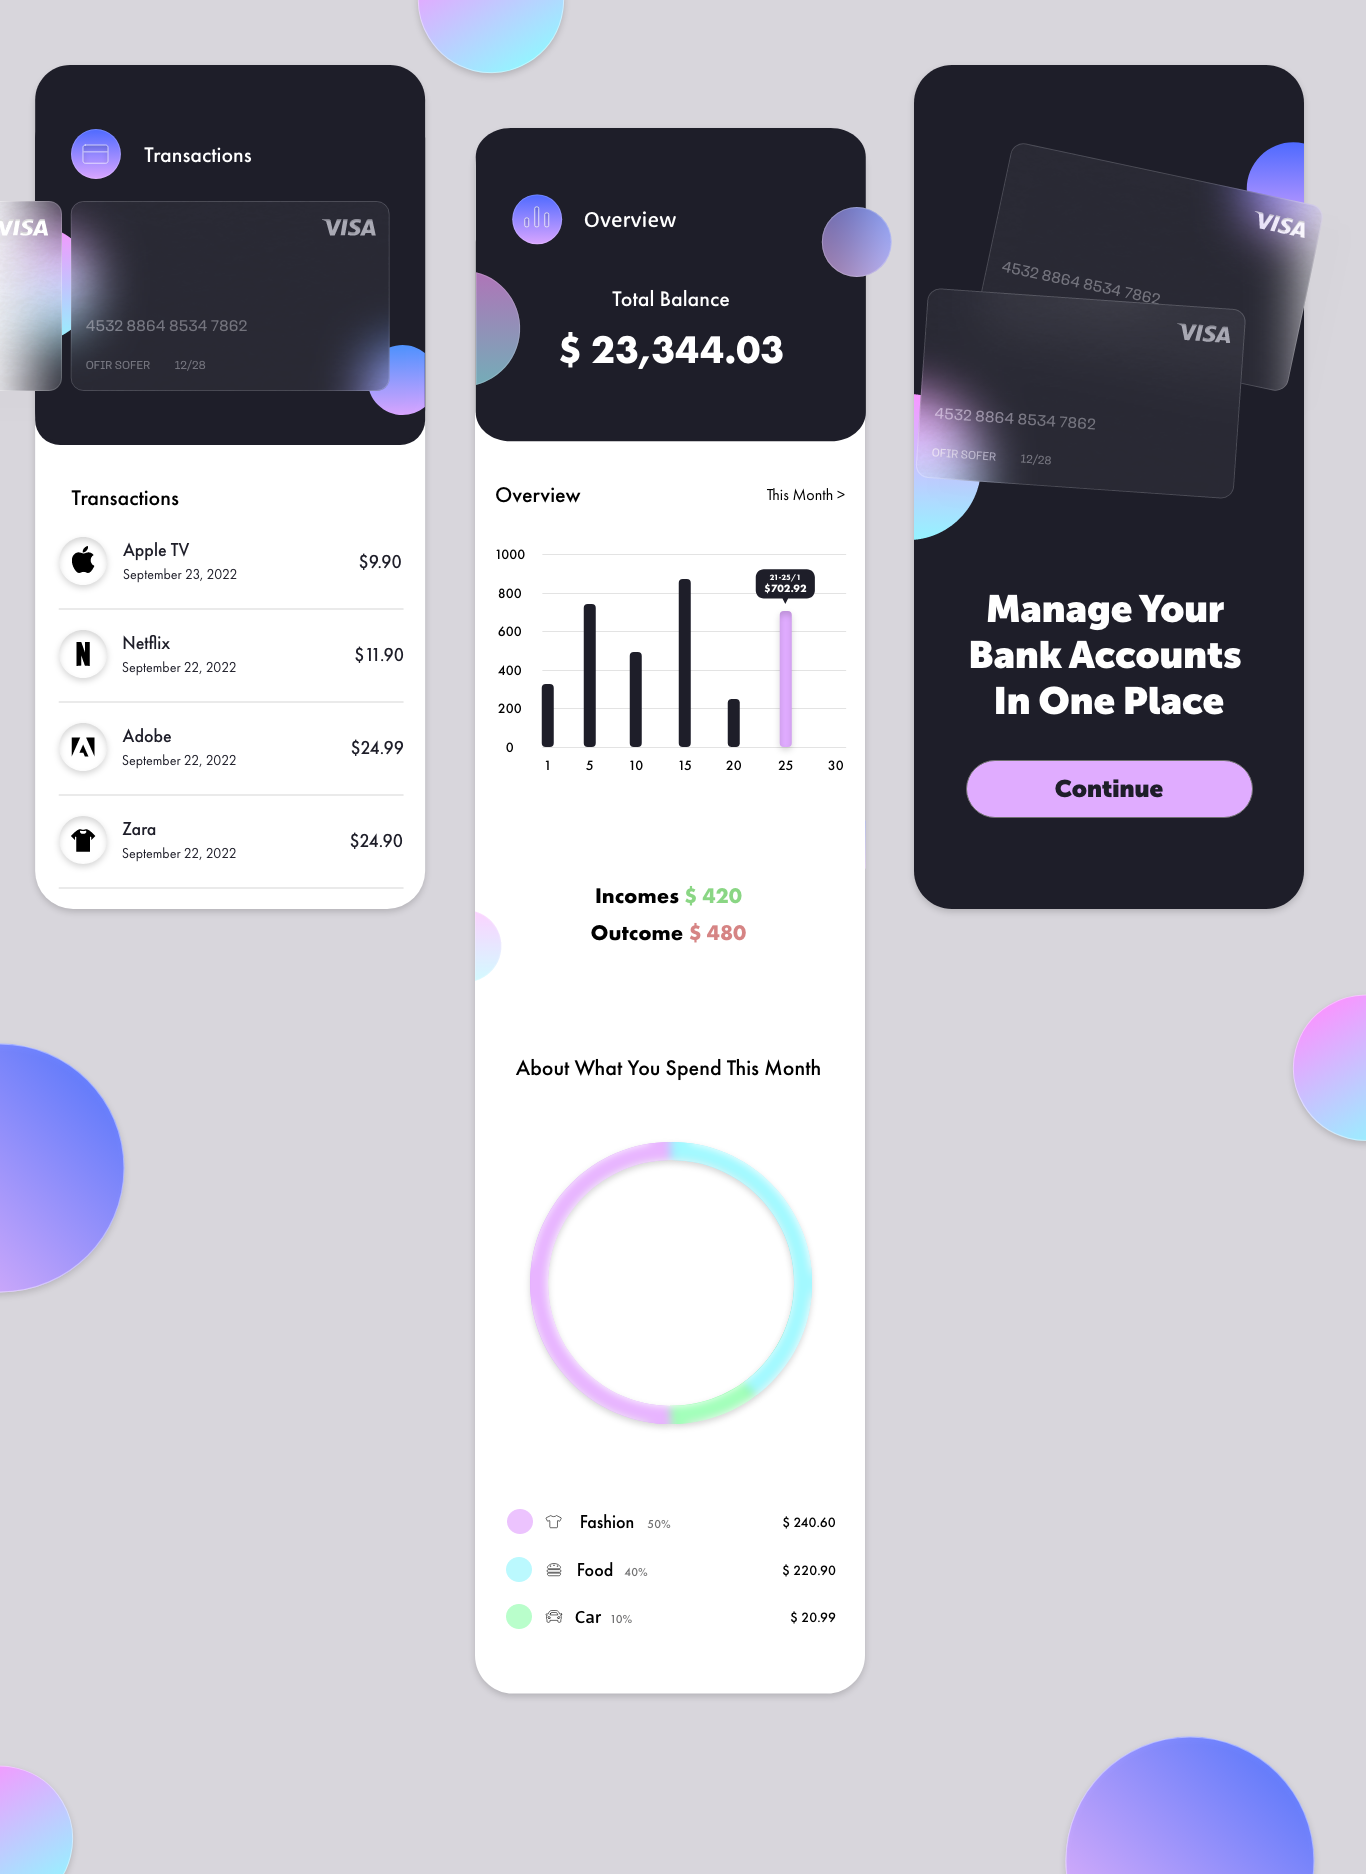 Transactions
VISA
VISA
4532 8864 8534 7862
OFIR SOFER 12/28
Transactions
Apple TV
September 23, 2022
$9.90
Netflix
September 22, 2022
$11.90
Adobe
September 22, 2022
$24.99
Zara
September 22, 2022
$24.90
Overview
Total Balance
$ 23,344.03
Overview
This Month >
1000
800
600
400
200
0
21-25/1
$702.92
1 5 10 15 20 25 30
Incomes $ 420
Outcome $ 480
About What You Spend This Month
Fashion 50% $ 240.60
Food 40% $ 220.90
Car 10% $ 20.99
VISA
4532 8864 8534 7862
VISA
4532 8864 8534 7862
OFIR SOFER 12/28
Manage Your
Bank Accounts
In One Place
Continue